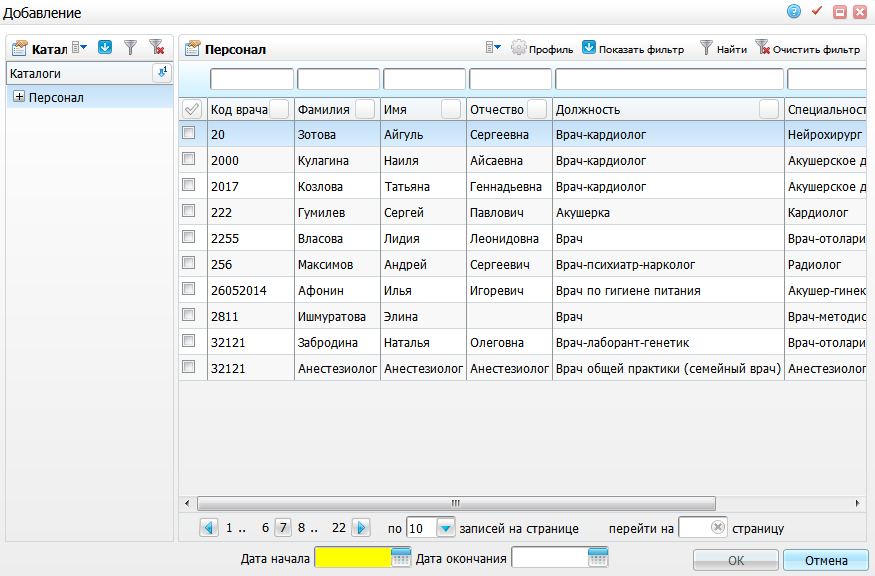 Добавление
Катал
Каталоги
Персонал
Персонал
Профиль Показать фильтр Найти Очистить фильтр
Код врача Фамилия Имя Отчество Должность Специальност
20 Зотова Айгуль Сергеевна Врач-кардиолог Нейрохирург
2000 Кулагина Наиля Айсаевна Врач-кардиолог Акушерское д
2017 Козлова Татьяна Геннадьевна Врач-кардиолог Акушерское д
222 Гумилев Сергей Павлович Акушерка Кардиолог
2255 Власова Лидия Леонидовна Врач Врач-отолари
256 Максимов Андрей Сергеевич Врач-психиатр-нарколог Радиолог
26052014 Афонин Илья Игоревич Врач по гигиене питания Акушер-гинек
2811 Ишмуратова Элина Врач Врач-методис
32121 Забродина Наталья Олеговна Врач-лаборант-генетик Врач-отолари
32121 Анестезиолог Анестезиолог Анестезиолог Врач общей практики (семейный врач) Анестезиолог
1 .. 6 7 8 .. 22 по 10 записей на странице перейти на страницу
Дата начала Дата окончания ОК Отмена